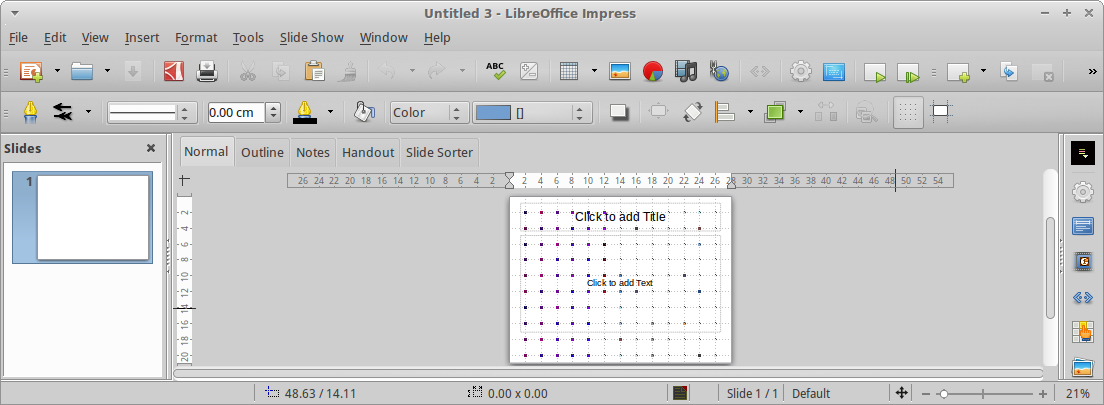 Untitled 3 - LibreOffice Impress
File Edit View Insert Format Tools Slide Show Window Help
ABC
0.00 cm Color []
Slides
Normal Outline Notes Handout Slide Sorter
1
26 24 22 20 18 16 14 12 10 8 6 4 2 2 4 6 8 10 12 14 16 18 20 22 24 26 28 30 32 34 36 38 40 42 44 46 48 50 52 54
2 4 6 8 10 12 14 16 18 20
Click to add Title
Click to add Text
48.63 / 14.11 0.00 x 0.00 Slide 1 / 1 Default 21%